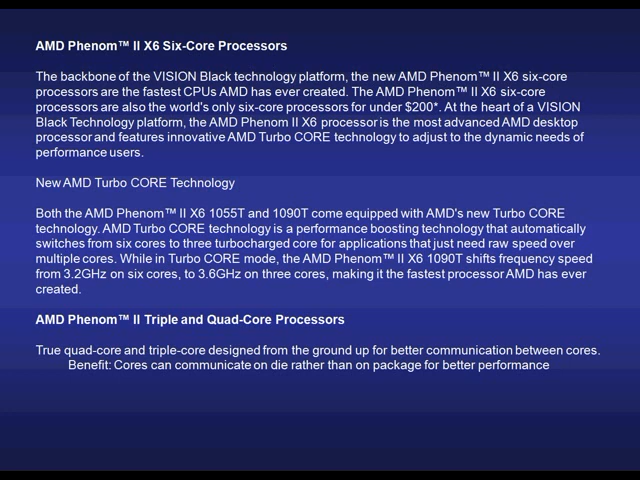 AMD Phenom™ II X6 Six-Core Processors
The backbone of the VISION Black technology platform, the new AMD Phenom™ II X6 six-core
processors are the fastest CPUs AMD has ever created. The AMD Phenom™ II X6 six-core
processors are also the world's only six-core processors for under $200*. At the heart of a VISION
Black Technology platform, the AMD Phenom II X6 processor is the most advanced AMD desktop
processor and features innovative AMD Turbo CORE technology to adjust to the dynamic needs of
performance users.
New AMD Turbo CORE Technology
Both the AMD Phenom™ II X6 1055T and 1090T come equipped with AMD's new Turbo CORE
technology. AMD Turbo CORE technology is a performance boosting technology that automatically
switches from six cores to three turbocharged core for applications that just need raw speed over
multiple cores. While in Turbo CORE mode, the AMD Phenom™ II X6 1090T shifts frequency speed
from 3.2GHz on six cores, to 3.6GHz on three cores, making it the fastest processor AMD has ever
created.
AMD Phenom™ II Triple and Quad-Core Processors
True quad-core and triple-core designed from the ground up for better communication between cores.
Benefit: Cores can communicate on die rather than on package for better performance